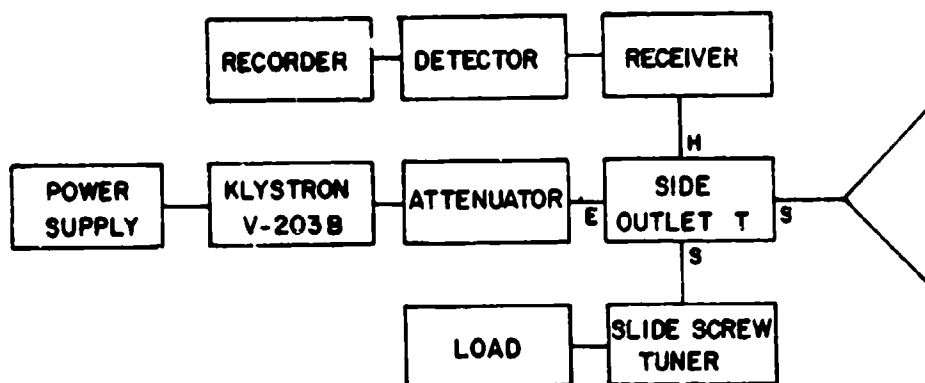 RECORDER
DETECTOR
RECEIVER
H
POWER
SUPPLY
KLYSTRON
V-203B
ATTENUATOR
E
SIDE
OUTLET T
S
S
LOAD
SLIDE SCREW
TUNER